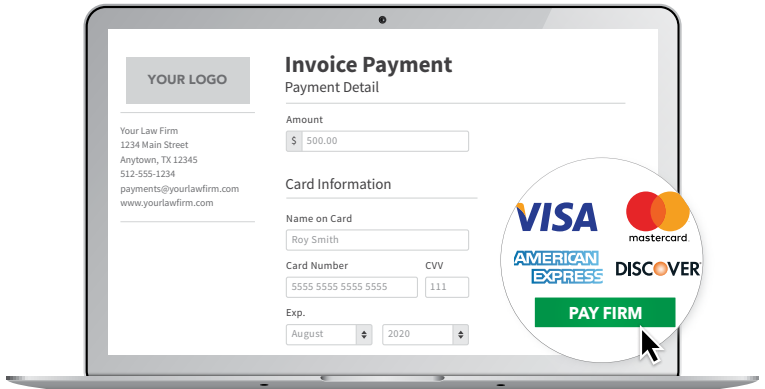 YOUR LOGO
Your Law Firm
1234 Main Street
Anytown, TX 12345
512-555-1234
payments@yourlawfirm.com
www.yourlawfirm.com
Invoice Payment
Payment Detail
Amount
$ 500.00
Card Information
Name on Card
Roy Smith
Card Number CVV
5555 5555 5555 5555 111
Exp.
August 2020
VISA
mastercard.
AMERICAN
EXPRESS
DISCOVER
PAY FIRM